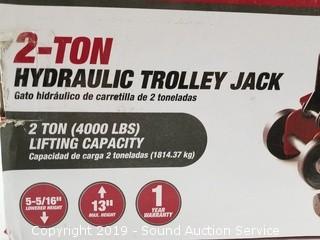 2-TON
HYDRAULIC TROLLEY JACK
Gato hidráulico de carretilla de 2 toneladas
2 TON (4000 LBS)
LIFTING CAPACITY
Capacidad de carga 2 toneladas (1814.37 kg)
5-5/16"
LOWERED HEIGHT
13"
MAX. HEIGHT
1
YEAR
WARRANTY
Copyright 2019 - Sound Auction Service